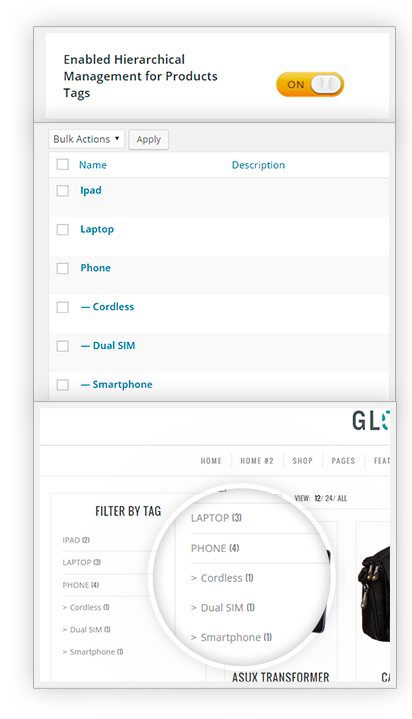 Enabled Hierarchical
Management for Products
Tags
ON
Bulk Actions
Apply
Name Description
Ipad
Laptop
Phone
— Cordless
— Dual SIM
— Smartphone
GLO
HOME HOME #2 SHOP PAGES FEAT
VIEW: 12/ 24/ ALL
FILTER BY TAG
IPAD (2)
LAPTOP (3)
PHONE (4)
> Cordless (1)
> Dual SIM (1)
> Smartphone (1)
LAPTOP (3)
PHONE (4)
> Cordless (1)
> Dual SIM (1)
> Smartphone (1)
ASUX TRANSFORMER
CA